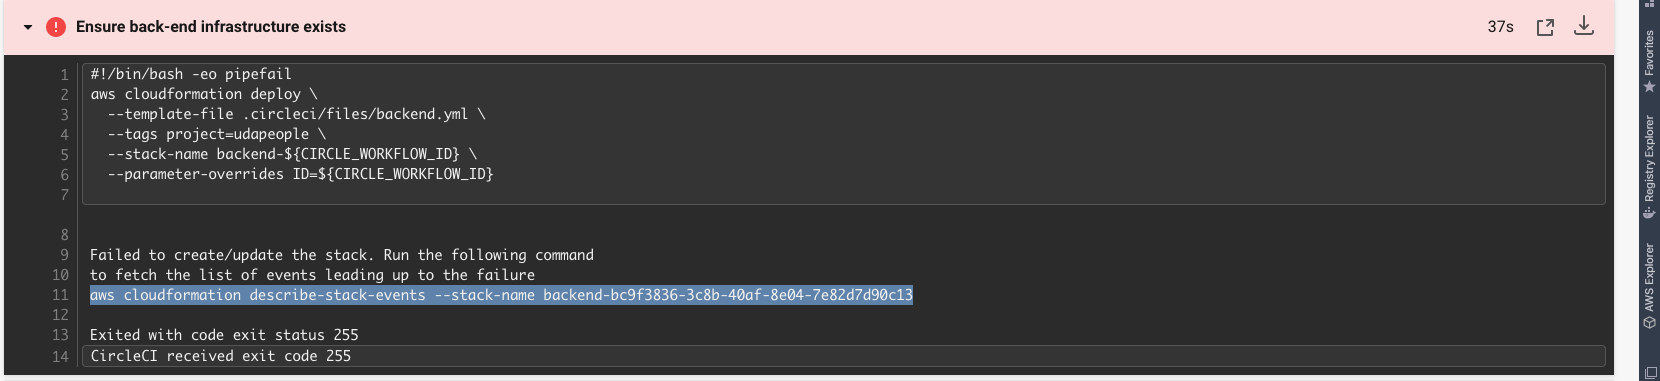 Ensure back-end infrastructure exists
37s
1 #!/bin/bash -eo pipefail
2 aws cloudformation deploy \
3   --template-file .circleci/files/backend.yml \
4   --tags project=udapeople \
5   --stack-name backend-${CIRCLE_WORKFLOW_ID} \
6   --parameter-overrides ID=${CIRCLE_WORKFLOW_ID}
7
8
9 Failed to create/update the stack. Run the following command
10 to fetch the list of events leading up to the failure
11 aws cloudformation describe-stack-events --stack-name backend-bc9f3836-3c8b-40af-8e04-7e82d7d90c13
12
13 Exited with code exit status 255
14 CircleCI received exit code 255
Favorites
Registry Explorer
AWS Explorer